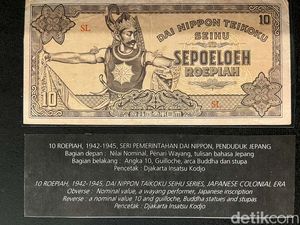 10
DAI NIPPON TEIKOKU
SEIHU
SL
SEPOELOEH
ROEPIAH
SL
10
10 ROEPIAH, 1942-1945, SERI PEMERINTAHAN DAI NIPPON, PENDUDUK JEPANG
Bagian depan : Nilai Nominal, Penari Wayang, tulisan bahasa Jepang
Bagian belakang : Angka 10, Guilloche, arca Buddha dan stupa
Pencetak : Djakarta Insatsu Kodjo
10 ROEPIAH, 1942-1945, DAI NIPPON TAIKOKU SEIHU SERIES, JAPANESE COLONIAL ERA
Obverse : Nominal value, a wayang performer, Japanese inscription
Reverse : a nominal value 10 and guilloche, Buddha statues and stupas
Pencetak : Djakarta Insatsu Kodjo
detikcom